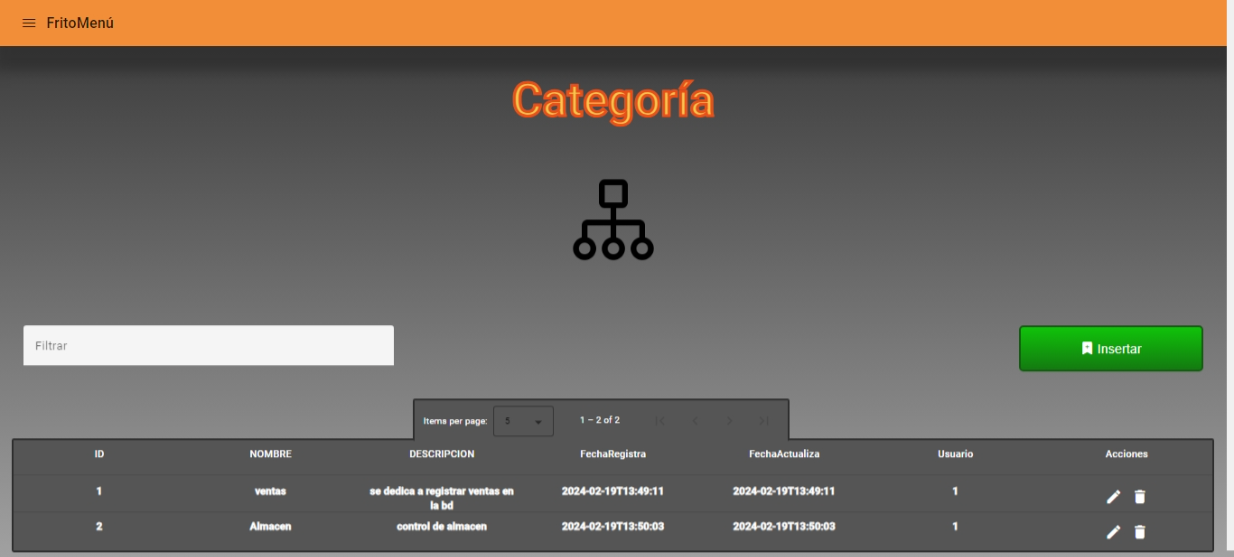 FritoMenú
Categoría
Filtrar
Insertar
Items per page: 5 1 – 2 of 2
ID NOMBRE DESCRIPCION FechaRegistra FechaActualiza Usuario Acciones
1 ventas se dedica a registrar ventas en 2024-02-19T13:49:11 2024-02-19T13:49:11 1
la bd
2 Almacen control de almacen 2024-02-19T13:50:03 2024-02-19T13:50:03 1